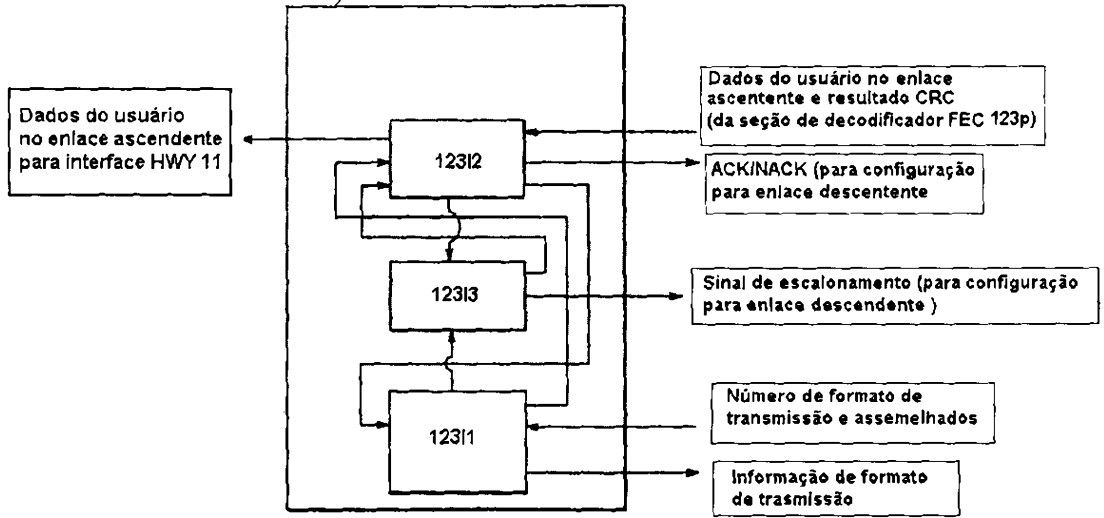 Dados do usuário
no enlace ascendente
para interface HWY 11
Dados do usuário no enlace
ascentente e resultado CRC
(da seção de decodificador FEC 123p)
123l2
ACK/NACK (para configuração
para enlace descentente
123l3
Sinal de escalonamento (para configuração
para enlace descendente )
123l1
Número de formato de
transmissão e assemelhados
Informação de formato
de trasmissão